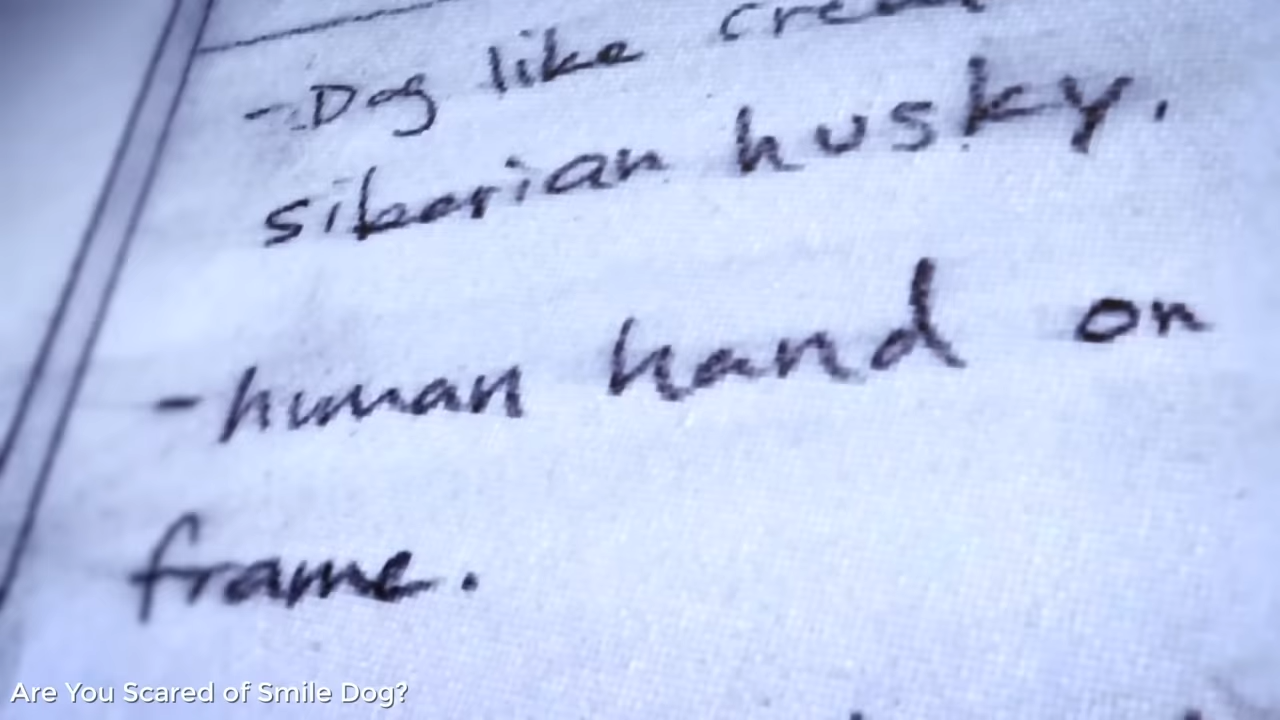 - Dog like
siberian husky.
- human hand on
frame.
Are You Scared of Smile Dog?